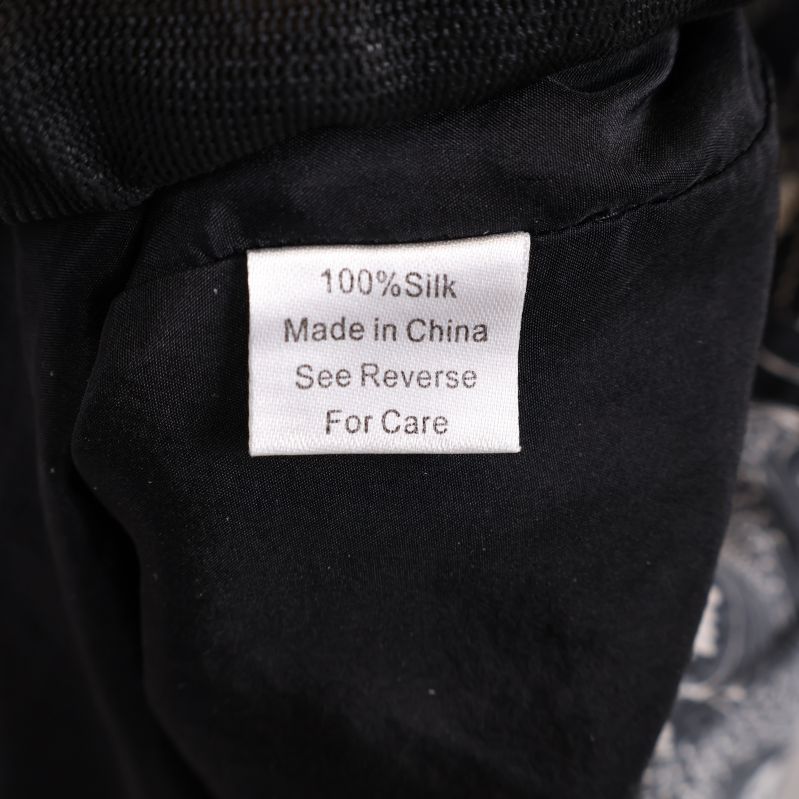 100%Silk
Made in China
See Reverse
For Care